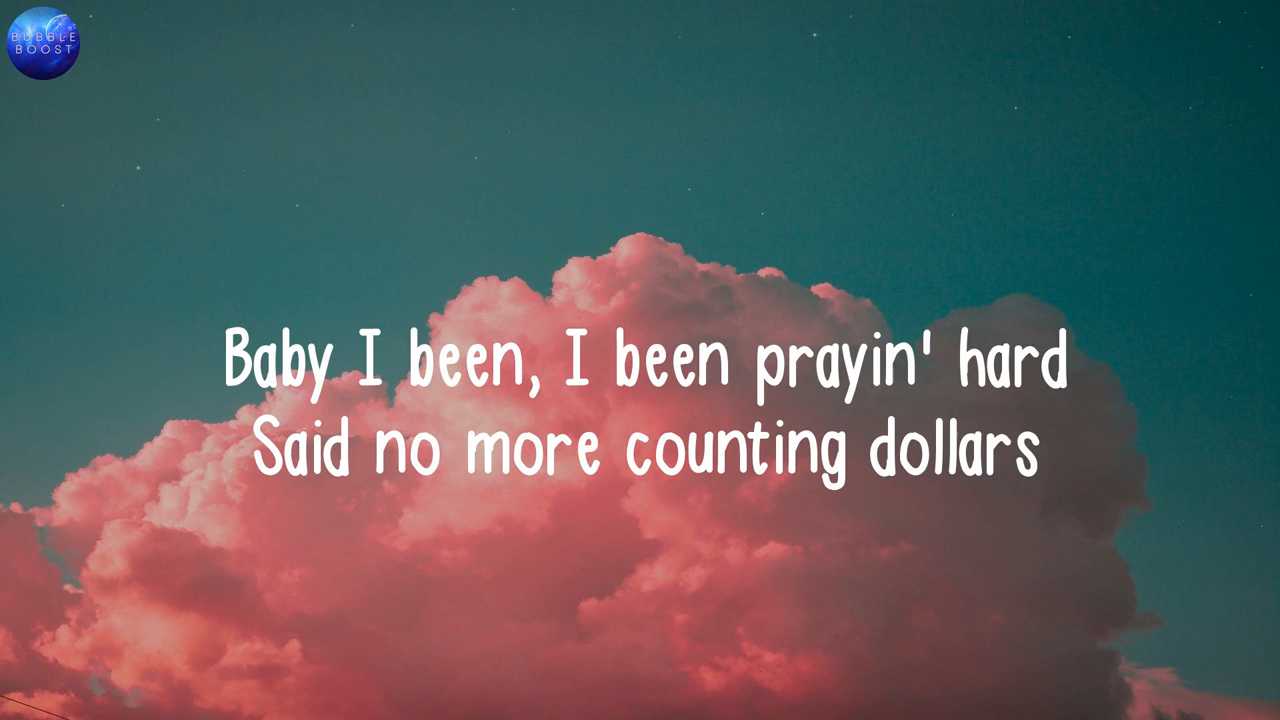 BUBBLE
BOOST
Baby I been, I been prayin' hard
Said no more counting dollars